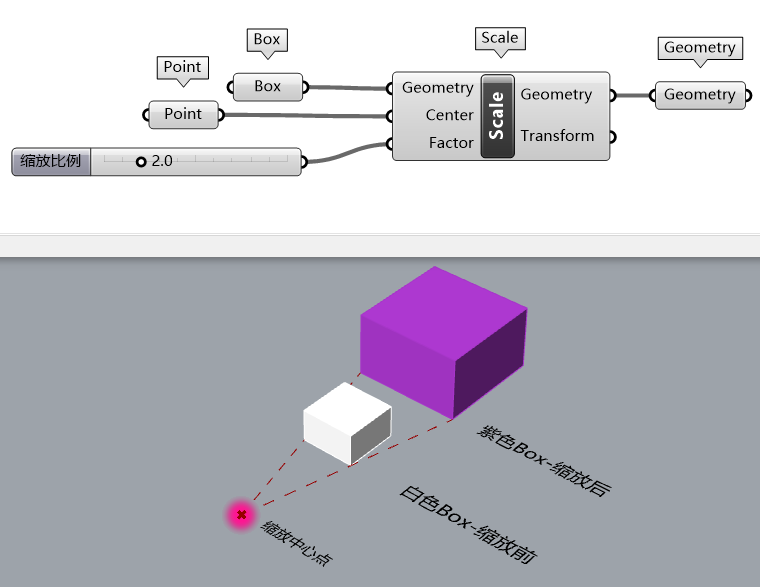 Box
Scale
Geometry
Point
Box
Geometry
Geometry
Geometry
Point
Center
Scale
Factor
Transform
缩放比例
2.0
紫色Box-缩放后
白色Box-缩放前
缩放中心点